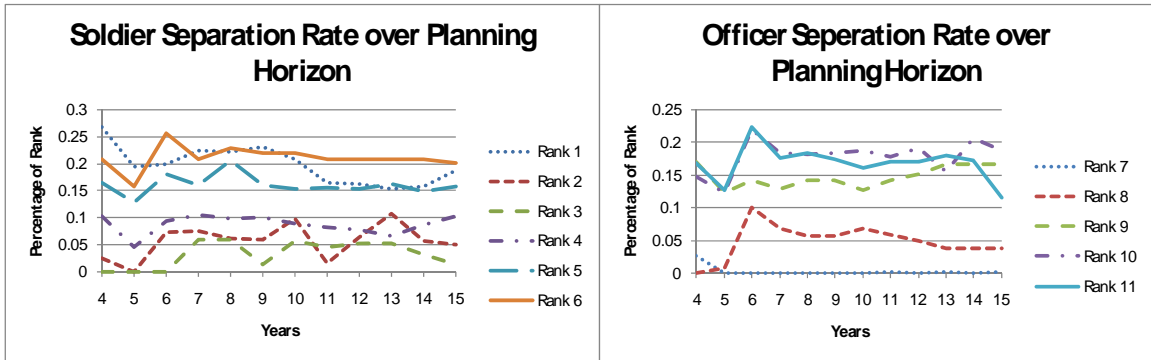 Soldier Separation Rate over Planning
Horizon
Percentage of Rank
0.3
0.25
0.2
0.15
0.1
0.05
0
4 5 6 7 8 9 10 11 12 13 14 15
Years
Rank 1
Rank 2
Rank 3
Rank 4
Rank 5
Rank 6
Officer Seperation Rate over
Planning Horizon
Percentage of Rank
0.25
0.2
0.15
0.1
0.05
0
4 5 6 7 8 9 10 11 12 13 14 15
Years
Rank 7
Rank 8
Rank 9
Rank 10
Rank 11